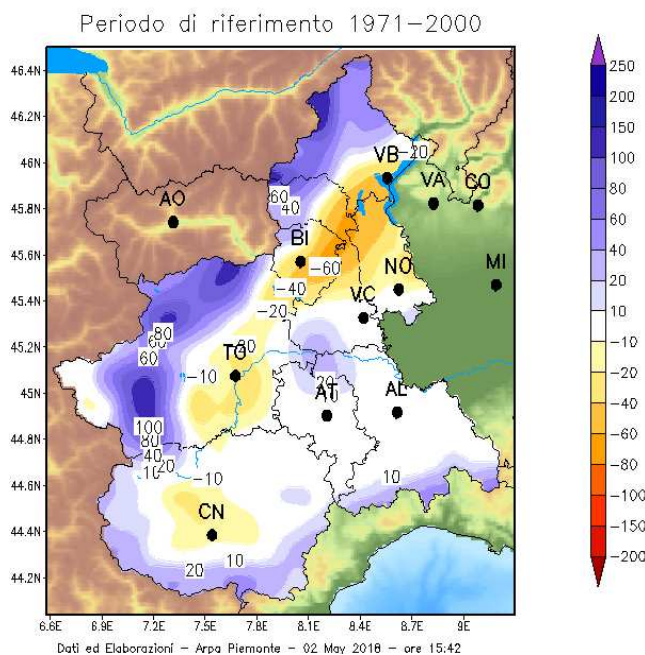 Periodo di riferimento 1971−2000
46.4N
46.2N
46N
45.8N
45.6N
45.4N
45.2N
45N
44.8N
44.6N
44.4N
44.2N
6.6E 6.9E 7.2E 7.5E 7.8E 8.1E 8.4E 8.7E 9E
VB
−20
AO
60
40
VA
CO
BI
−60
NO
MI
−40
VC
−20
80
60
60
TO
−10
20
AT
AL
100
80
40
20
10
−10
10
CN
20
10
250
200
150
100
80
60
40
20
10
−10
−20
−40
−60
−80
−100
−150
−200
Dati ed Elaborazioni − Arpa Piemonte − 02 May 2018 − ore 15:42